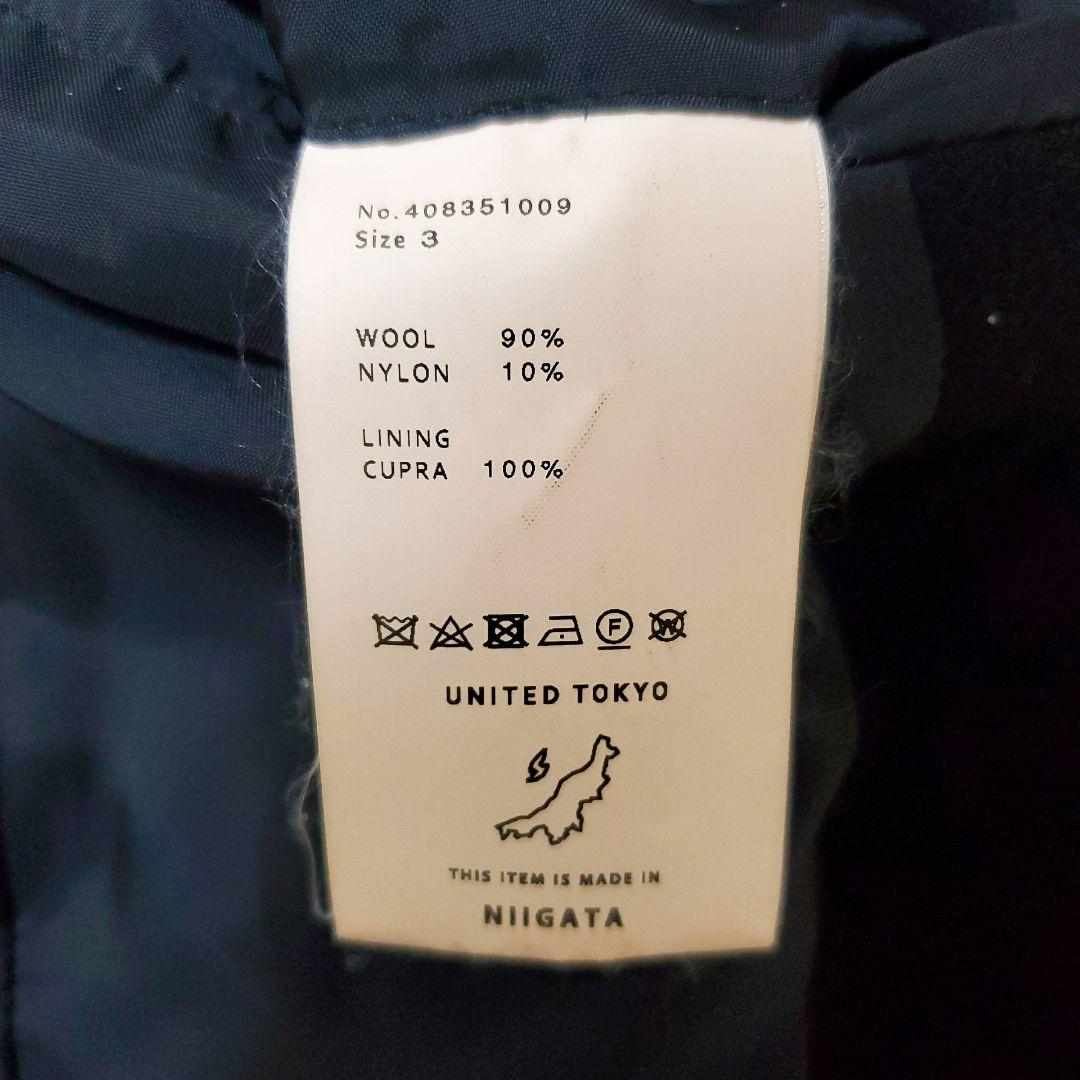 No.408351009
Size 3
WOOL 90%
NYLON 10%
LINING
CUPRA 100%
F W
UNITED TOKYO
THIS ITEM IS MADE IN
NIIGATA